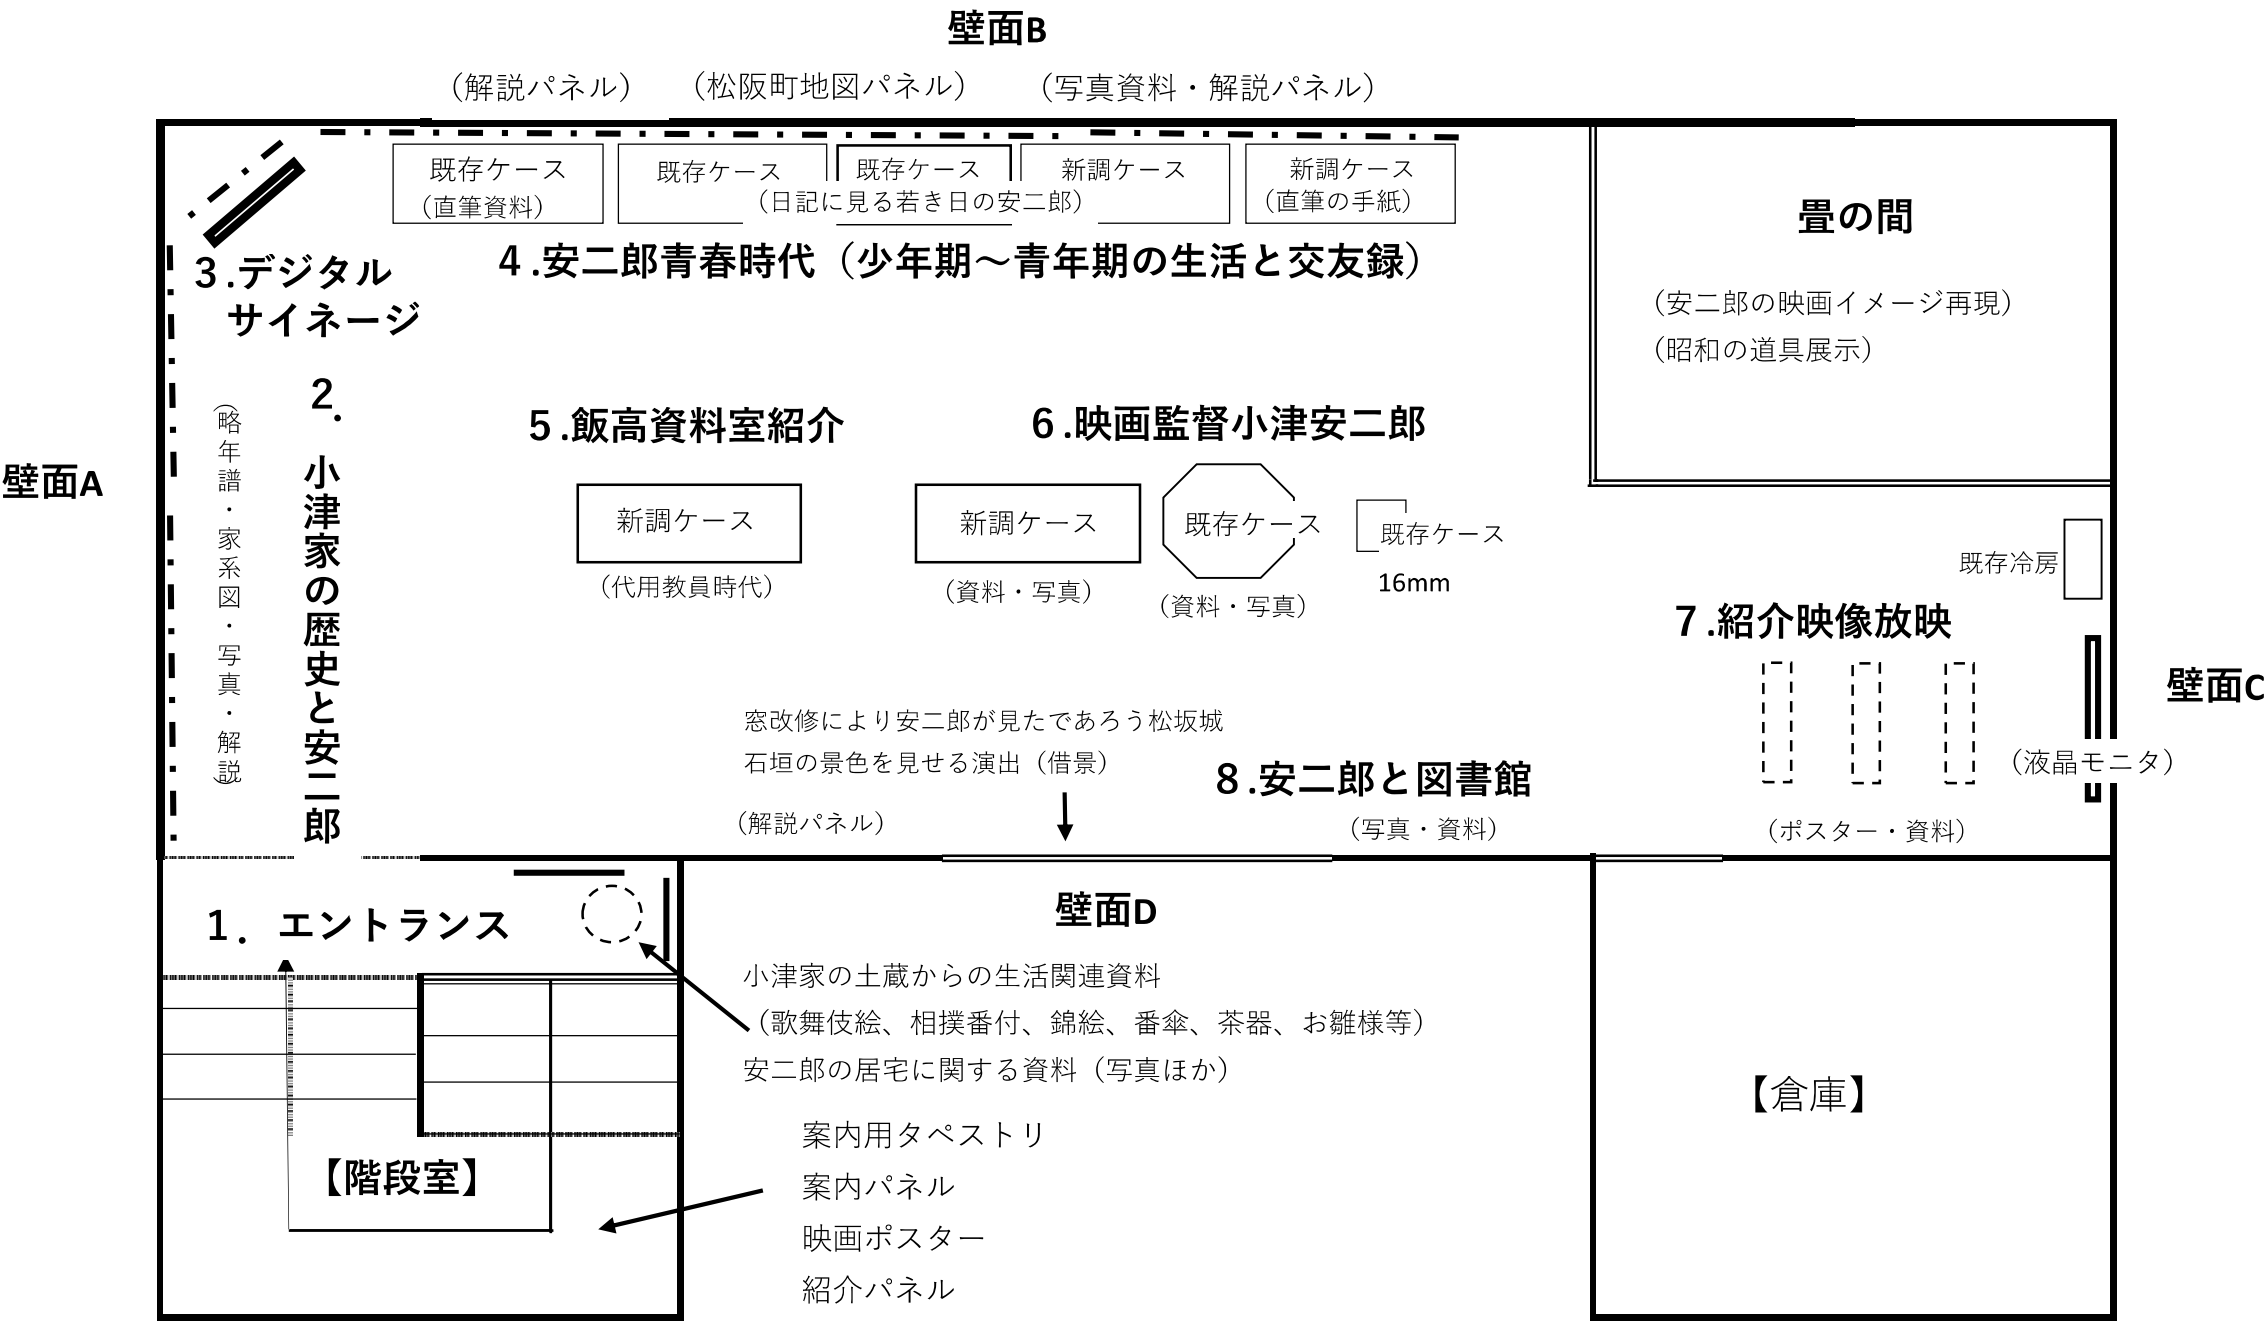 壁面B
（解説パネル）
（松阪町地図パネル）
（写真資料・解説パネル）
既存ケース
（直筆資料）
既存ケース
既存ケース
（日記に見る若き日の安二郎）
新調ケース
新調ケース
（直筆の手紙）
3.デジタル
サイネージ
4.安二郎青春時代（少年期～青年期の生活と交友録）
畳の間
（安二郎の映画イメージ再現）
（昭和の道具展示）
壁面A
（略年譜・家系図・写真・解説）
2．小津家の歴史と安二郎
5.飯高資料室紹介
新調ケース
（代用教員時代）
6.映画監督小津安二郎
新調ケース
（資料・写真）
既存ケース
（資料・写真）
既存ケース
16mm
既存冷房
7.紹介映像放映
壁面C
（液晶モニタ）
（ポスター・資料）
窓改修により安二郎が見たであろう松坂城
石垣の景色を見せる演出（借景）
（解説パネル）
8.安二郎と図書館
（写真・資料）
1．エントランス
壁面D
小津家の土蔵からの生活関連資料
（歌舞伎絵、相撲番付、錦絵、番傘、茶器、お雛様等）
安二郎の居宅に関する資料（写真ほか）
【階段室】
案内用タペストリ
案内パネル
映画ポスター
紹介パネル
【倉庫】